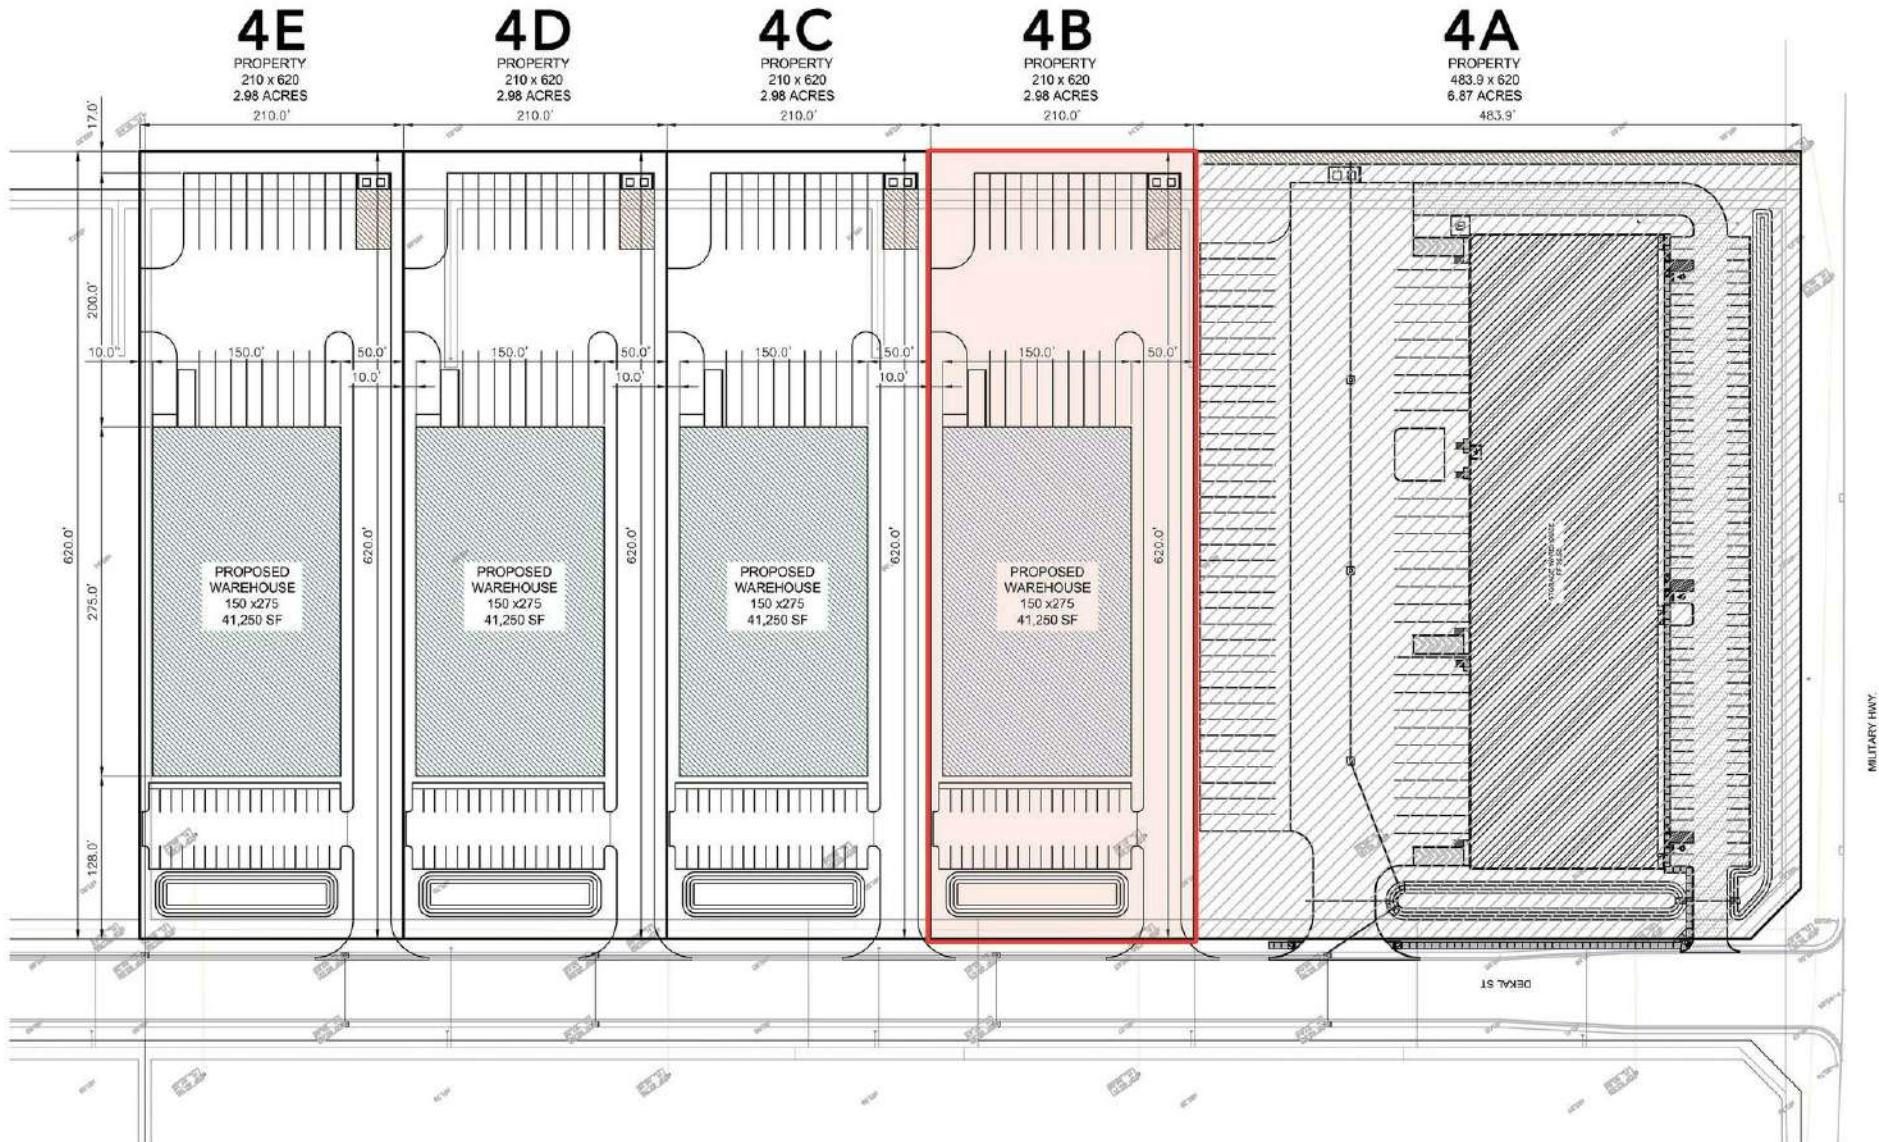 4E
PROPERTY
210 x 620
2.98 ACRES
210.0'
4D
PROPERTY
210 x 620
2.98 ACRES
210.0'
4C
PROPERTY
210 x 620
2.98 ACRES
210.0'
4B
PROPERTY
210 x 620
2.98 ACRES
210.0'
4A
PROPERTY
483.9 x 620
6.87 ACRES
483.9'
17.0'
200.0'
10.0'
150.0'
50.0'
10.0'
150.0'
50.0'
10.0'
150.0'
50.0'
10.0'
150.0'
50.0'
620.0'
275.0'
620.0'
620.0'
620.0'
620.0'
PROPOSED
WAREHOUSE
150 x275
41,250 SF
PROPOSED
WAREHOUSE
150 x275
41,250 SF
PROPOSED
WAREHOUSE
150 x275
41,250 SF
PROPOSED
WAREHOUSE
150 x275
41,250 SF
128.0'
MILITARY HWY.
DEKAL ST